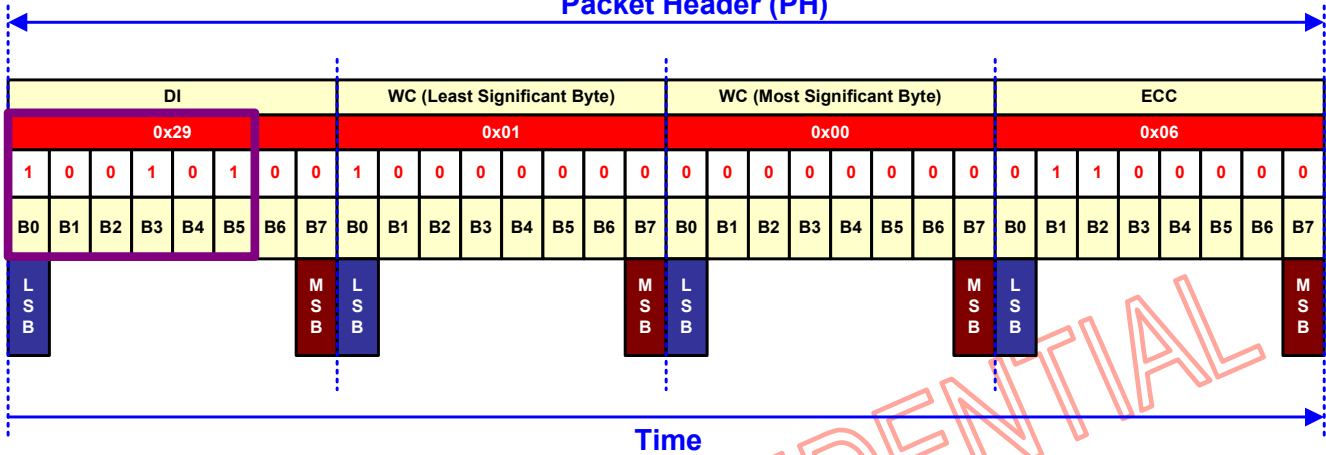 Packet Header (PH)
DI WC (Least Significant Byte) WC (Most Significant Byte) ECC
0x29 0x01 0x00 0x06
1 0 0 1 0 1 0 0 1 0 0 0 0 0 0 0 0 0 0 0 0 0 0 0 0 1 1 0 0 0 0 0
B0 B1 B2 B3 B4 B5 B6 B7 B0 B1 B2 B3 B4 B5 B6 B7 B0 B1 B2 B3 B4 B5 B6 B7 B0 B1 B2 B3 B4 B5 B6 B7
L M L M L M L M
S S S S S S S S
B B B B B B B B
Time